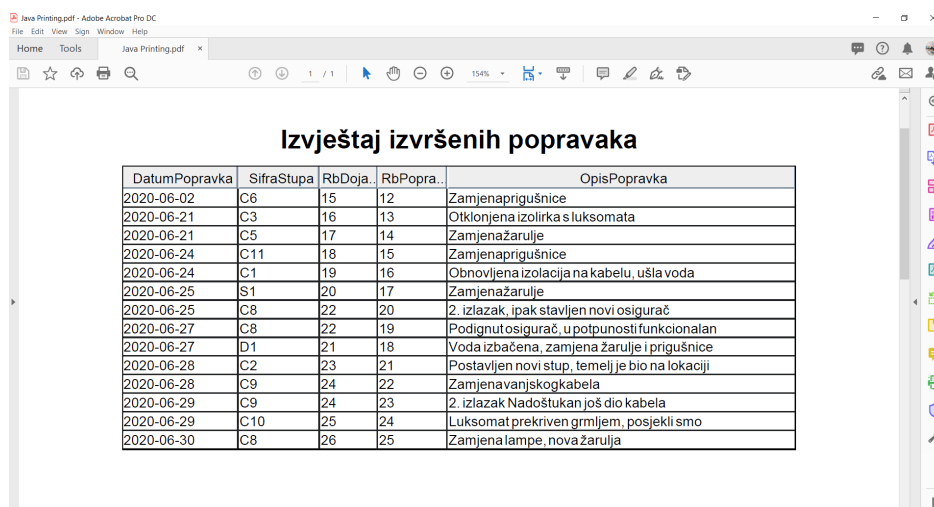 Java Printing.pdf - Adobe Acrobat Pro DC
File Edit View Sign Window Help
Home Tools Java Printing.pdf ×
1 / 1 154%
Izvještaj izvršenih popravaka
DatumPopravka SifraStupa RbDoja.. RbPopra.. OpisPopravka
2020-06-02 C6 15 12 Zamjenaprigušnice
2020-06-21 C3 16 13 Otklonjena izolirka s luksomata
2020-06-21 C5 17 14 Zamjenažarulje
2020-06-24 C11 18 15 Zamjenaprigušnice
2020-06-24 C1 19 16 Obnovljena izolacija na kabelu, ušla voda
2020-06-25 S1 20 17 Zamjenažarulje
2020-06-25 C8 22 20 2. izlazak, ipak stavljen novi osigurač
2020-06-27 C8 22 19 Podignut osigurač, u potpunosti funkcionalan
2020-06-27 D1 21 18 Voda izbačena, zamjena žarulje i prigušnice
2020-06-28 C2 23 21 Postavljen novi stup, temelj je bio na lokaciji
2020-06-28 C9 24 22 Zamjenavanjskogkabela
2020-06-29 C9 24 23 2. izlazak Nadoštukan još dio kabela
2020-06-29 C10 25 24 Luksomat prekriven grmljem, posjekli smo
2020-06-30 C8 26 25 Zamjena lampe, nova žarulja